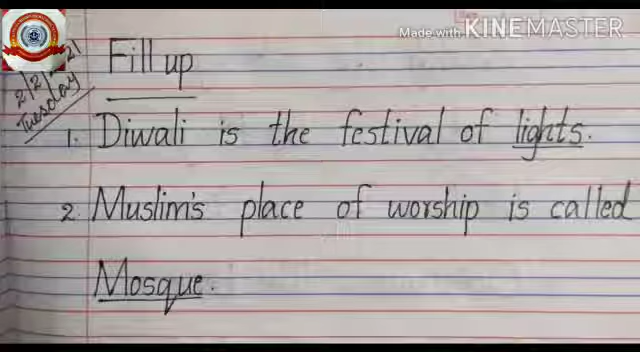 Made with KINEMASTER
2/2/21
Tuesday
Fill up
1. Diwali is the festival of lights.
2. Muslim's place of worship is called
Mosque.